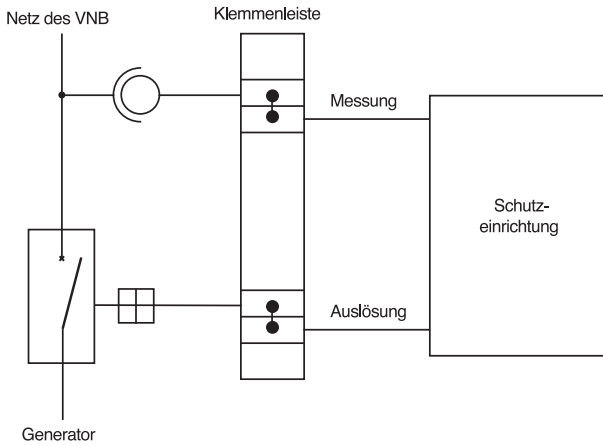 Netz des VNB
Klemmenleiste
Messung
Schutz-
einrichtung
Auslösung
Generator